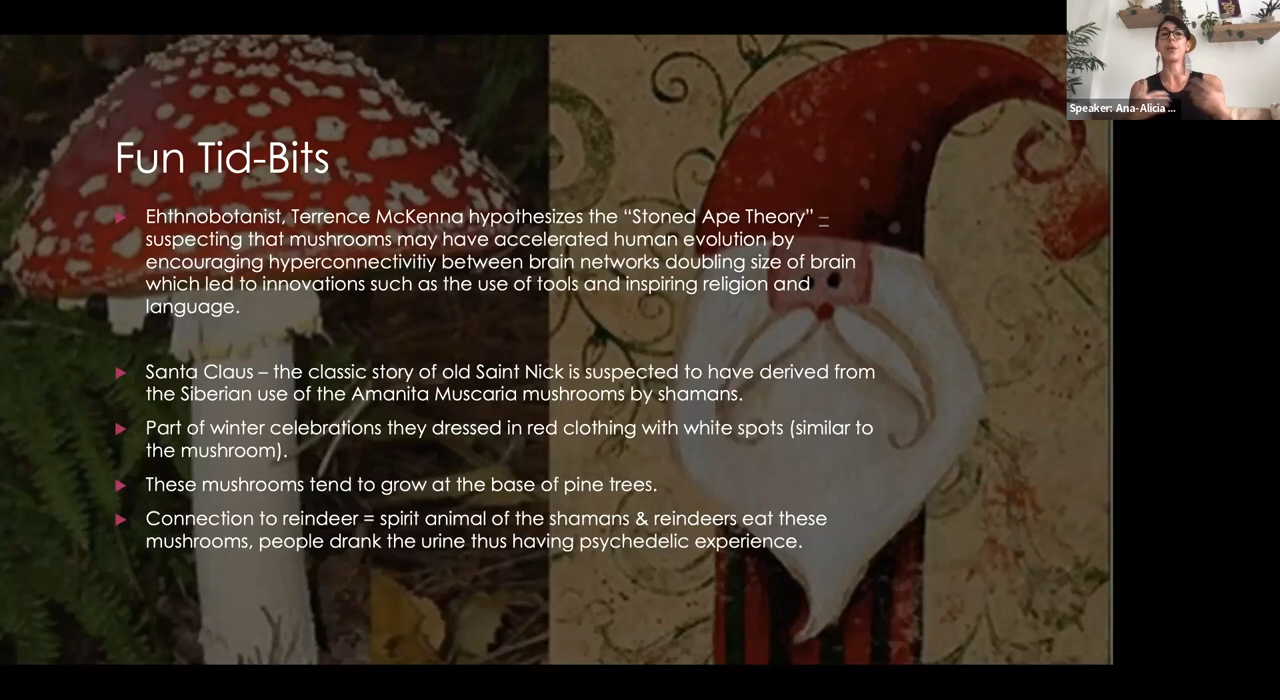 Speaker: Ana-Alicia ...
Fun Tid-Bits
Ehthnobotanist, Terrence McKenna hypothesizes the “Stoned Ape Theory” –
suspecting that mushrooms may have accelerated human evolution by
encouraging hyperconnectivitiy between brain networks doubling size of brain
which led to innovations such as the use of tools and inspiring religion and
language.
Santa Claus – the classic story of old Saint Nick is suspected to have derived from
the Siberian use of the Amanita Muscaria mushrooms by shamans.
Part of winter celebrations they dressed in red clothing with white spots (similar to
the mushroom).
These mushrooms tend to grow at the base of pine trees.
Connection to reindeer = spirit animal of the shamans & reindeers eat these
mushrooms, people drank the urine thus having psychedelic experience.